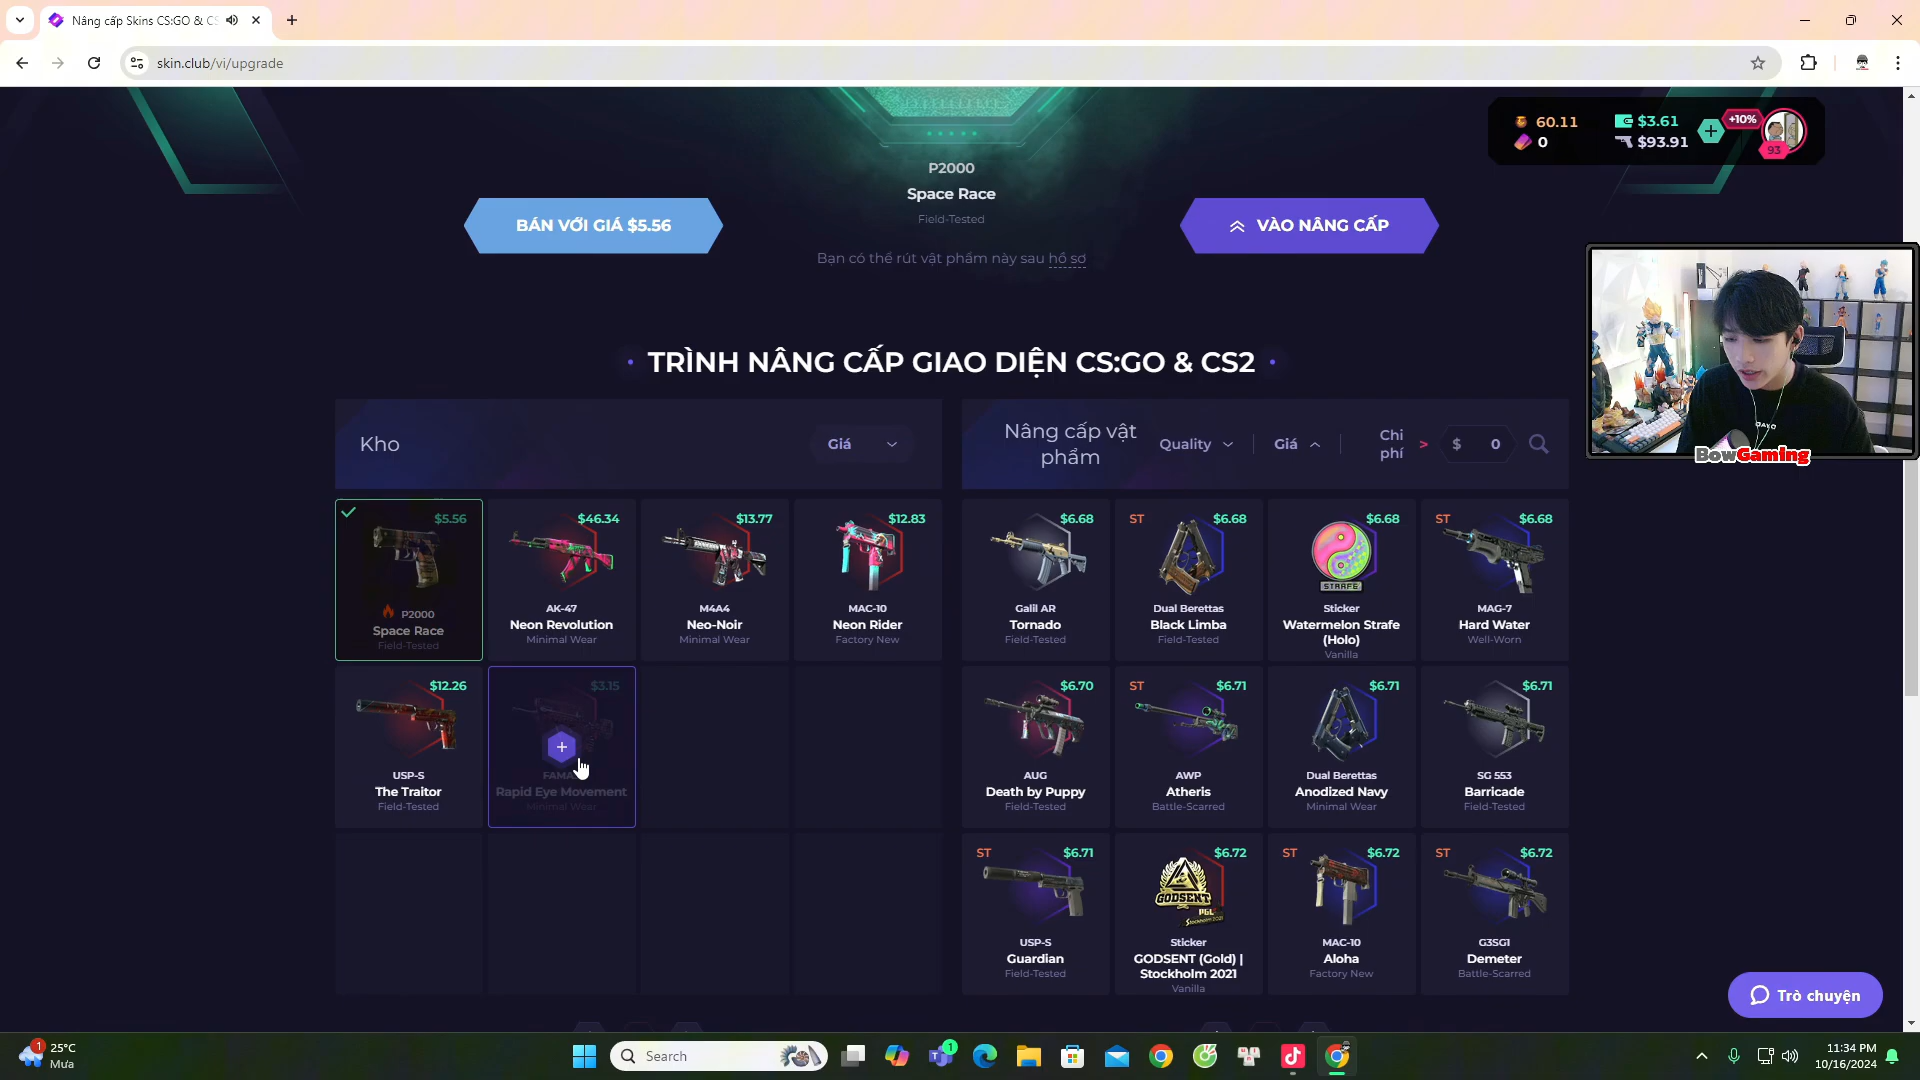 Nâng cấp Skins CS:GO & CS
skin.club/vi/upgrade
60.11
$3.61
+10%
0
$93.91
93
P2000
Space Race
Field-Tested
BÁN VỚI GIÁ $5.56
VÀO NÂNG CẤP
Bạn có thể rút vật phẩm này sau hồ sơ
TRÌNH NÂNG CẤP GIAO DIỆN CS:GO & CS2
BowGaming
Kho
Giá
Nâng cấp vật
phẩm
Quality
Giá
Chi
phí
>
$
0
$5.56
P2000
Space Race
Field-Tested
$46.34
AK-47
Neon Revolution
Minimal Wear
$13.77
M4A4
Neo-Noir
Minimal Wear
$12.83
MAC-10
Neon Rider
Factory New
$12.26
USP-S
The Traitor
Field-Tested
$3.15
Rapid Eye Movement
Minimal Wear
$6.68
Galil AR
Tornado
Field-Tested
ST
$6.68
Dual Berettas
Black Limba
Field-Tested
$6.68
STRAFE
Sticker
Watermelon Strafe
(Holo)
Vanilla
ST
$6.68
MAG-7
Hard Water
Well-Worn
$6.70
AUG
Death by Puppy
Field-Tested
ST
$6.71
AWP
Atheris
Battle-Scarred
$6.71
Dual Berettas
Anodized Navy
Minimal Wear
$6.71
SG 553
Barricade
Field-Tested
ST
$6.71
USP-S
Guardian
Field-Tested
$6.72
GODSENT
Sticker
GODSENT (Gold) |
Stockholm 2021
Vanilla
ST
$6.72
MAC-10
Aloha
Factory New
ST
$6.72
G3SG1
Demeter
Battle-Scarred
Trò chuyện
1
25°C
Mưa
Search
1
11:34 PM
10/16/2024